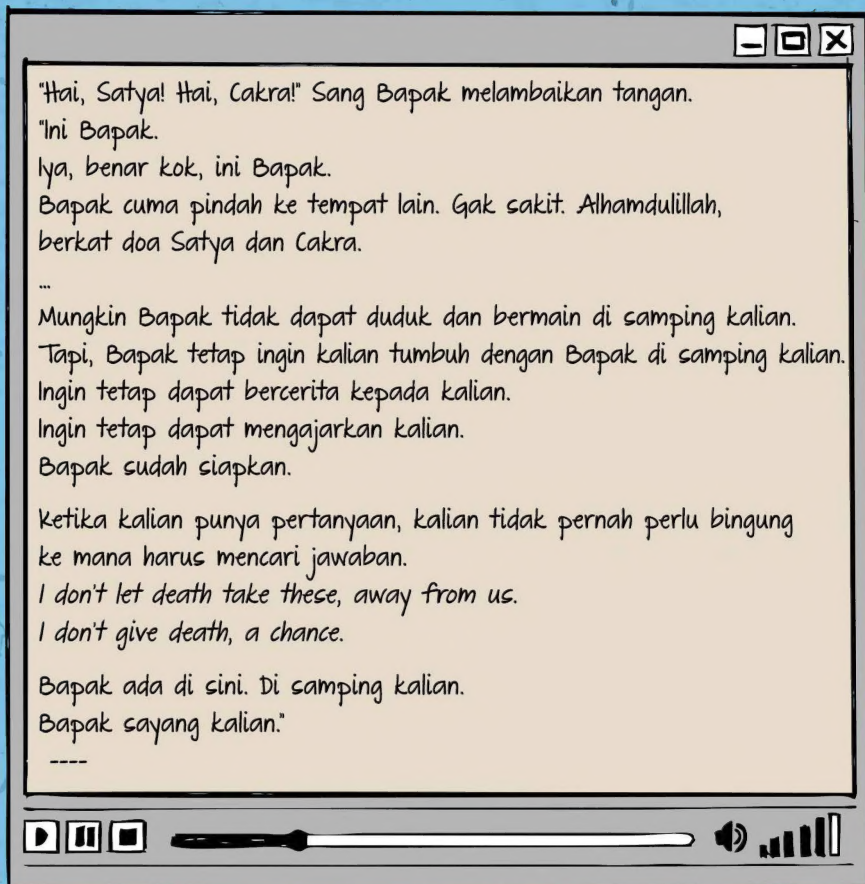 "Hai, Satya! Hai, Cakra!" Sang Bapak melambaikan tangan.
"Ini Bapak.
Iya, benar kok, ini Bapak.
Bapak cuma pindah ke tempat lain. Gak sakit. Alhamdulillah,
berkat doa Satya dan Cakra.
...
Mungkin Bapak tidak dapat duduk dan bermain di samping kalian.
Tapi, Bapak tetap ingin kalian tumbuh dengan Bapak di samping kalian.
Ingin tetap dapat bercerita kepada kalian.
Ingin tetap dapat mengajarkan kalian.
Bapak sudah siapkan.
Ketika kalian punya pertanyaan, kalian tidak pernah perlu bingung
ke mana harus mencari jawaban.
I don't let death take these, away from us.
I don't give death, a chance.
Bapak ada di sini. Di samping kalian.
Bapak sayang kalian."
----